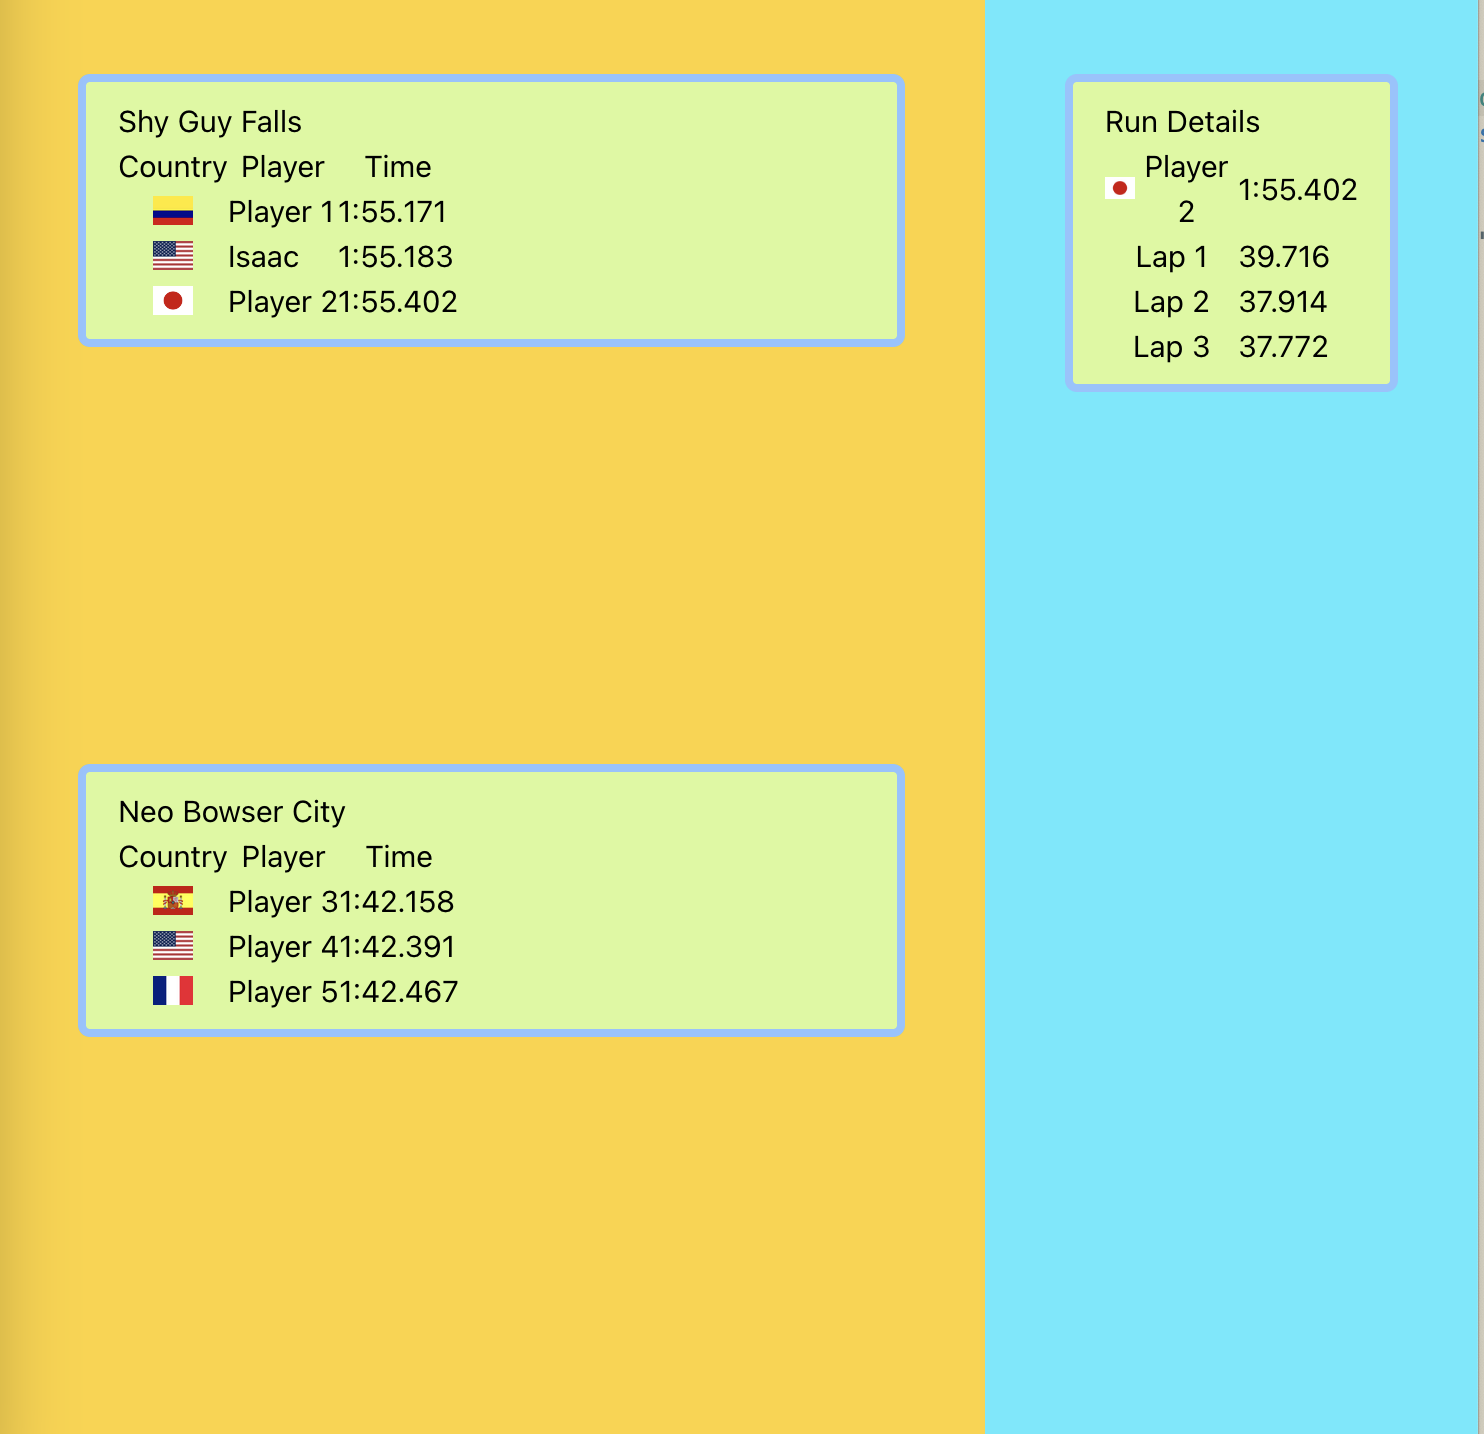 Shy Guy Falls
Country Player Time
Player 1 1:55.171
Isaac 1:55.183
Player 2 1:55.402
Neo Bowser City
Country Player Time
Player 3 1:42.158
Player 4 1:42.391
Player 5 1:42.467
Run Details
Player
2 1:55.402
Lap 1 39.716
Lap 2 37.914
Lap 3 37.772